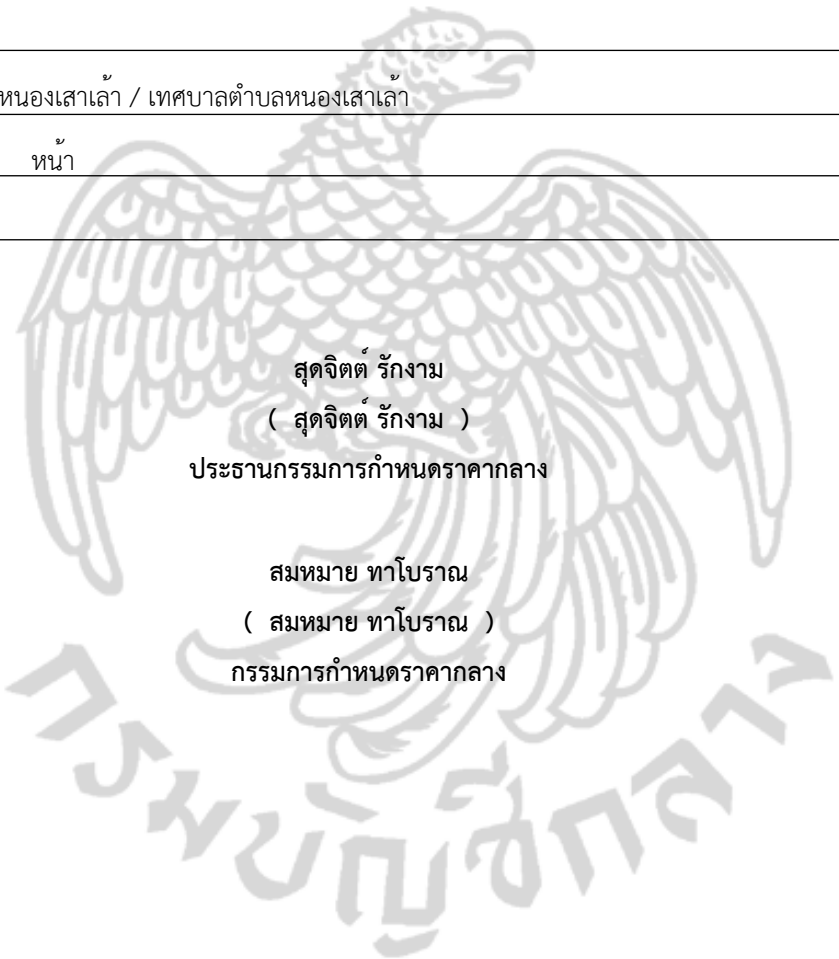 หนองเสาเล้า / เทศบาลตำบลหนองเสาเล้า
หน้า
สุดจิตต์ รักงาม
( สุดจิตต์ รักงาม )
ประธานกรรมการกำหนดราคากลาง
สมหมาย ทาโบราณ
( สมหมาย ทาโบราณ )
กรรมการกำหนดราคากลาง
กรมบัญชีกลาง